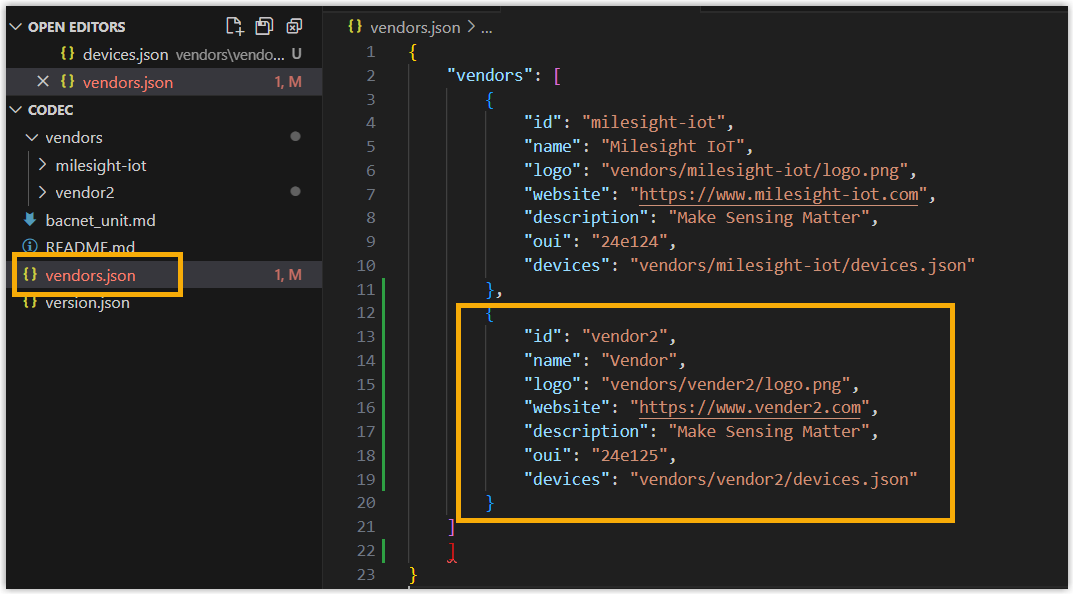 OPEN EDITORS
devices.json vendors\vendo... U
vendors.json 1, M
CODEC
vendors
milesight-iot
vendor2
bacnet_unit.md
README.md
vendors.json 1, M
version.json
{} vendors.json > ...
1 {
2 "vendors": [
3 {
4 "id": "milesight-iot",
5 "name": "Milesight IoT",
6 "logo": "vendors/milesight-iot/logo.png",
7 "website": "https://www.milesight-iot.com",
8 "description": "Make Sensing Matter",
9 "oui": "24e124",
10 "devices": "vendors/milesight-iot/devices.json"
11 },
12 {
13 "id": "vendor2",
14 "name": "Vendor",
15 "logo": "vendors/vender2/logo.png",
16 "website": "https://www.vender2.com",
17 "description": "Make Sensing Matter",
18 "oui": "24e125",
19 "devices": "vendors/vendor2/devices.json"
20 }
21 ]
22 ]
23 }